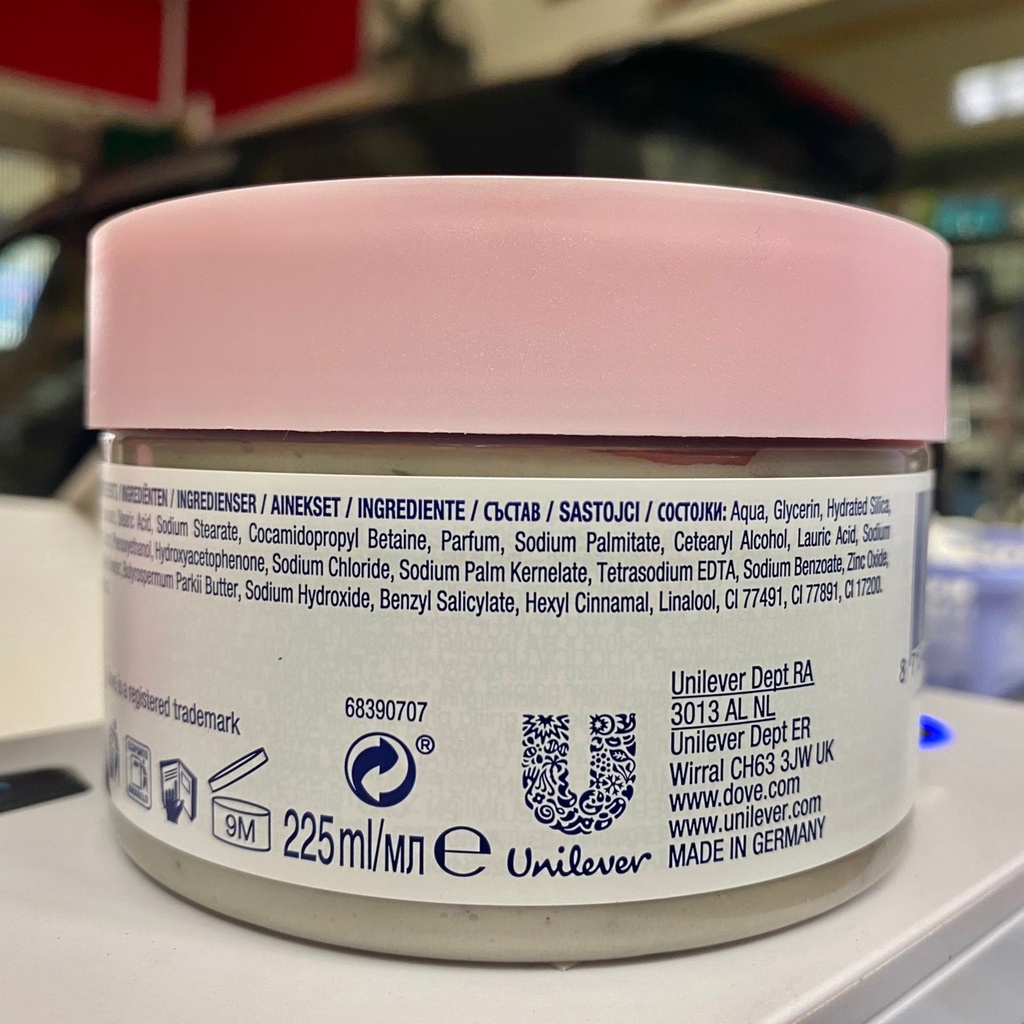 / INGREDIËNTEN / INGREDIENSER / AINEKSET / INGREDIENTE / СЪСТАВ / SASTOJCI / СОСТОЈКИ: Aqua, Glycerin, Hydrated Silica,
Stearic Acid, Sodium Stearate, Cocamidopropyl Betaine, Parfum, Sodium Palmitate, Cetearyl Alcohol, Lauric Acid, Sodium
Phenoxyethanol, Hydroxyacetophenone, Sodium Chloride, Sodium Palm Kernelate, Tetrasodium EDTA, Sodium Benzoate, Zinc Oxide,
Butyrospermum Parkii Butter, Sodium Hydroxide, Benzyl Salicylate, Hexyl Cinnamal, Linalool, CI 77491, CI 77891, CI 17200.
is a registered trademark
68390707
®
9M
225ml/мл e
Unilever
Unilever Dept RA
3013 AL NL
Unilever Dept ER
Wirral CH63 3JW UK
www.dove.com
www.unilever.com
MADE IN GERMANY
8